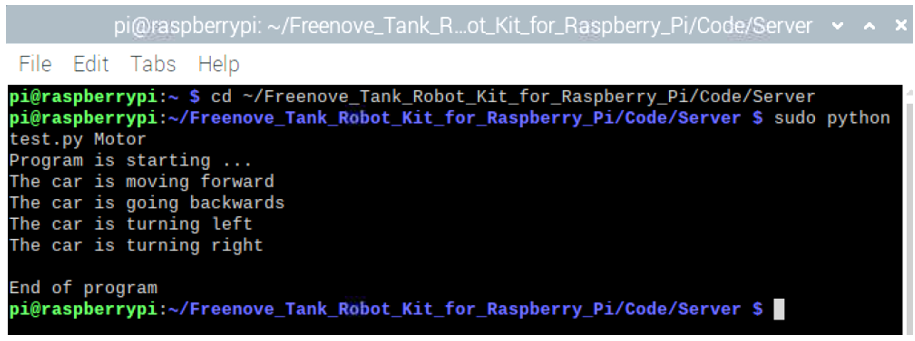 pi@raspberrypi: ~/Freenove_Tank_R...ot_Kit_for_Raspberry_Pi/Code/Server
File Edit Tabs Help
pi@raspberrypi:~ $ cd ~/Freenove_Tank_Robot_Kit_for_Raspberry_Pi/Code/Server
pi@raspberrypi:~/Freenove_Tank_Robot_Kit_for_Raspberry_Pi/Code/Server $ sudo python
test.py Motor
Program is starting ...
The car is moving forward
The car is going backwards
The car is turning left
The car is turning right
End of program
pi@raspberrypi:~/Freenove_Tank_Robot_Kit_for_Raspberry_Pi/Code/Server $